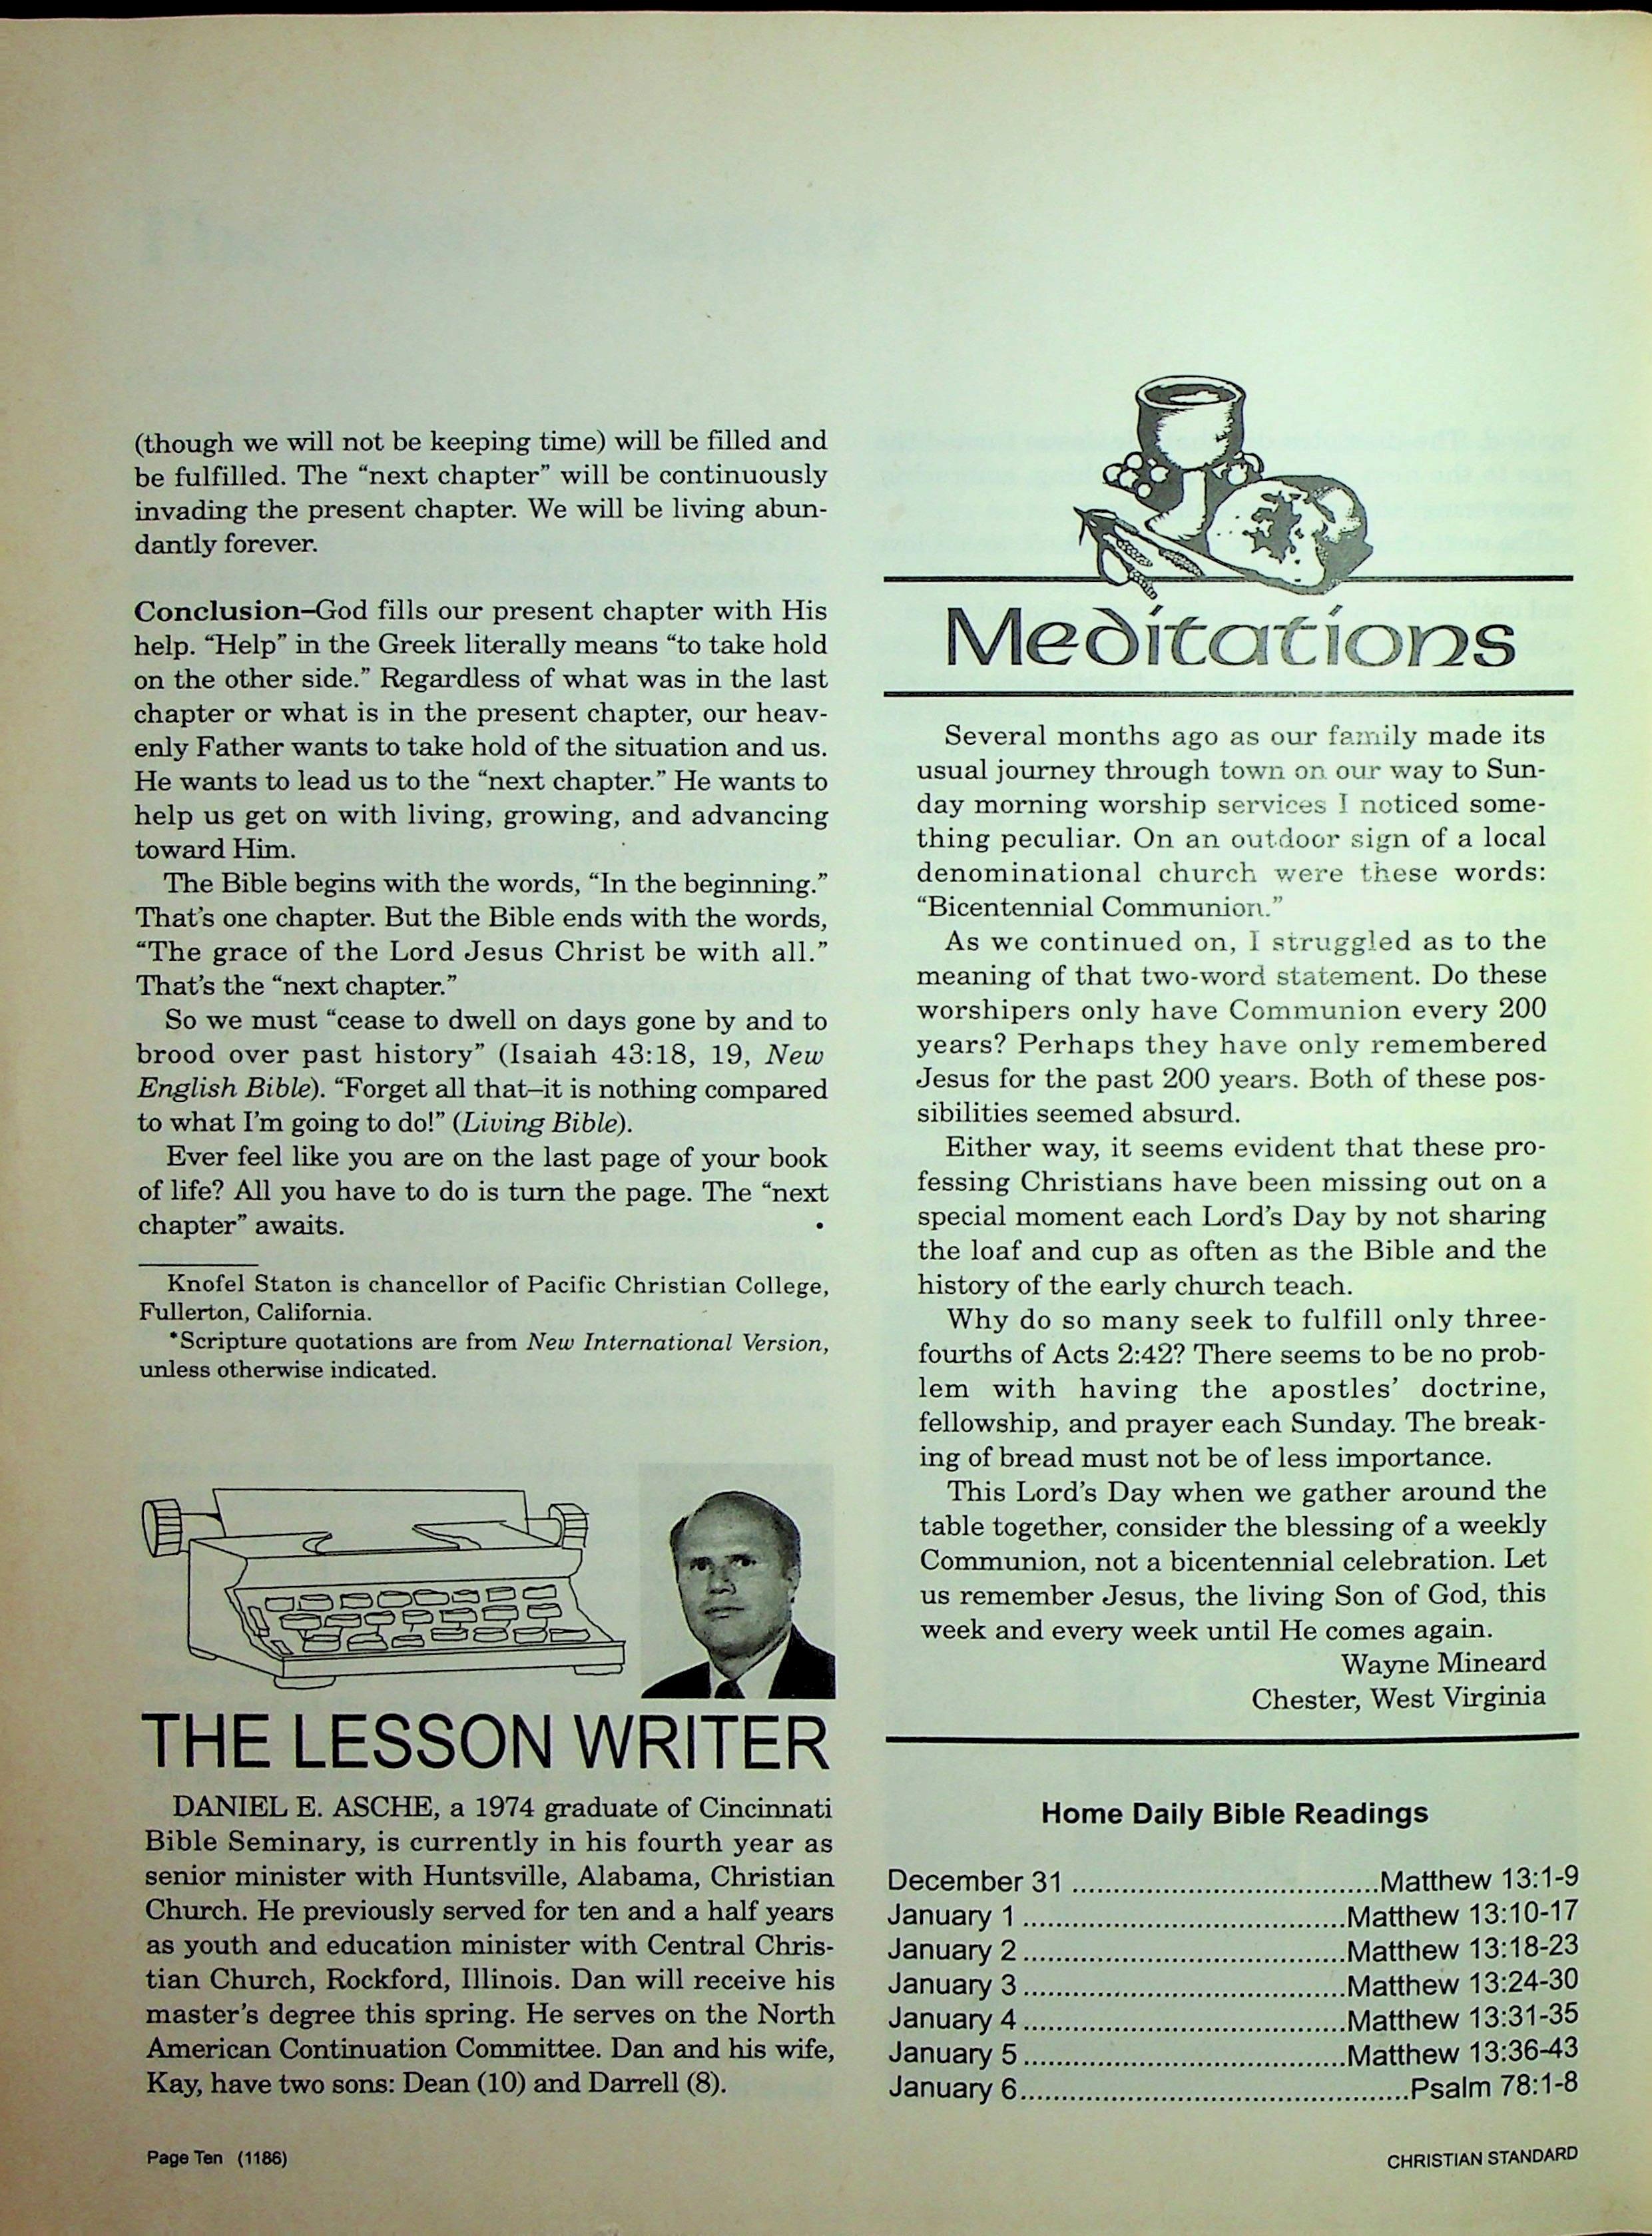 (though we will not be keeping time) will be filled and
be fulfilled. The “next chapter” will be continuously
invading the present chapter. We will be living abun-
dantly forever.
Conclusion–God fills our present chapter with His
help. “Help” in the Greek literally means “to take hold
on the other side.” Regardless of what was in the last
chapter or what is in the present chapter, our heav-
enly Father wants to take hold of the situation and us.
He wants to lead us to the “next chapter.” He wants to
help us get on with living, growing, and advancing
toward Him.
The Bible begins with the words, “In the beginning.”
That’s one chapter. But the Bible ends with the words,
“The grace of the Lord Jesus Christ be with all.”
That’s the “next chapter.”
So we must “cease to dwell on days gone by and to
brood over past history” (Isaiah 43:18, 19, New
English Bible). “Forget all that–it is nothing compared
to what I’m going to do!” (Living Bible).
Ever feel like you are on the last page of your book
of life? All you have to do is turn the page. The “next
chapter” awaits. •
Knofel Staton is chancellor of Pacific Christian College,
Fullerton, California.
*Scripture quotations are from New International Version,
unless otherwise indicated.
THE LESSON WRITER
DANIEL E. ASCHE, a 1974 graduate of Cincinnati
Bible Seminary, is currently in his fourth year as
senior minister with Huntsville, Alabama, Christian
Church. He previously served for ten and a half years
as youth and education minister with Central Chris-
tian Church, Rockford, Illinois. Dan will receive his
master’s degree this spring. He serves on the North
American Continuation Committee. Dan and his wife,
Kay, have two sons: Dean (10) and Darrell (8).
Meditations
Several months ago as our family made its
usual journey through town on our way to Sun-
day morning worship services I noticed some-
thing peculiar. On an outdoor sign of a local
denominational church were these words:
“Bicentennial Communion.”
As we continued on, I struggled as to the
meaning of that two-word statement. Do these
worshipers only have Communion every 200
years? Perhaps they have only remembered
Jesus for the past 200 years. Both of these pos-
sibilities seemed absurd.
Either way, it seems evident that these pro-
fessing Christians have been missing out on a
special moment each Lord’s Day by not sharing
the loaf and cup as often as the Bible and the
history of the early church teach.
Why do so many seek to fulfill only three-
fourths of Acts 2:42? There seems to be no prob-
lem with having the apostles’ doctrine,
fellowship, and prayer each Sunday. The break-
ing of bread must not be of less importance.
This Lord’s Day when we gather around the
table together, consider the blessing of a weekly
Communion, not a bicentennial celebration. Let
us remember Jesus, the living Son of God, this
week and every week until He comes again.
Wayne Mineard
Chester, West Virginia
Home Daily Bible Readings
December 31 ....................................... Matthew 13:1-9
January 1 ......................................... Matthew 13:10-17
January 2 ......................................... Matthew 13:18-23
January 3 ......................................... Matthew 13:24-30
January 4 ......................................... Matthew 13:31-35
January 5 ......................................... Matthew 13:36-43
January 6 ................................................. Psalm 78:1-8
Page Ten (1186)
CHRISTIAN STANDARD